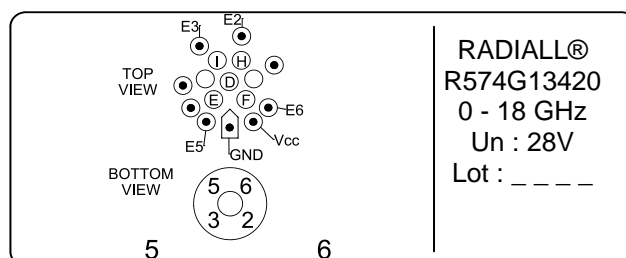 E3
E2
I
H
TOP
VIEW
D
E
F
E6
E5
Vcc
GND
BOTTOM
VIEW
5 6
3 2
5 6
RADIALL®
R574G13420
0 - 18 GHz
Un : 28V
Lot : _ _ _ _